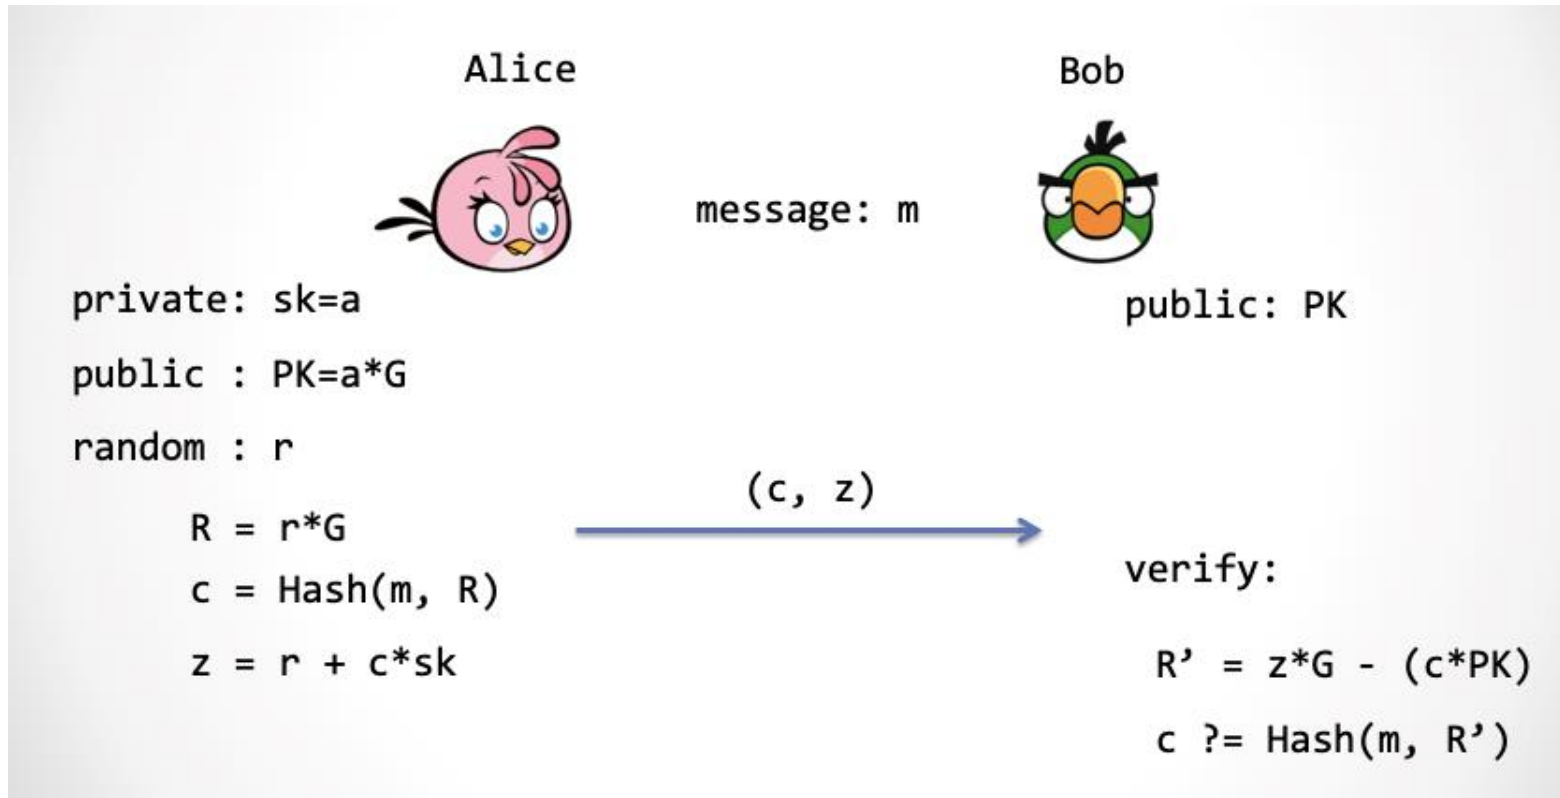 Alice
Bob
message: m
private: sk=a
public: PK
public : PK=a*G
random : r
(c, z)
R = r*G
c = Hash(m, R)
verify:
z = r + c*sk
R’ = z*G - (c*PK)
c ?= Hash(m, R’)